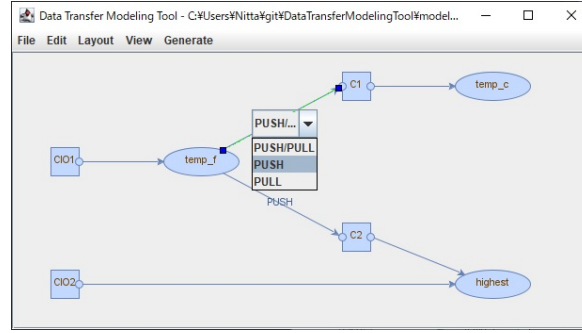 Data Transfer Modeling Tool - C:¥Users¥Nitta¥git¥DataTransferModelingTool¥model...
File Edit Layout View Generate
C1
temp_c
PUSH/...
PUSH/PULL
PUSH
PULL
CIO1
temp_f
PUSH
C2
CIO2
highest